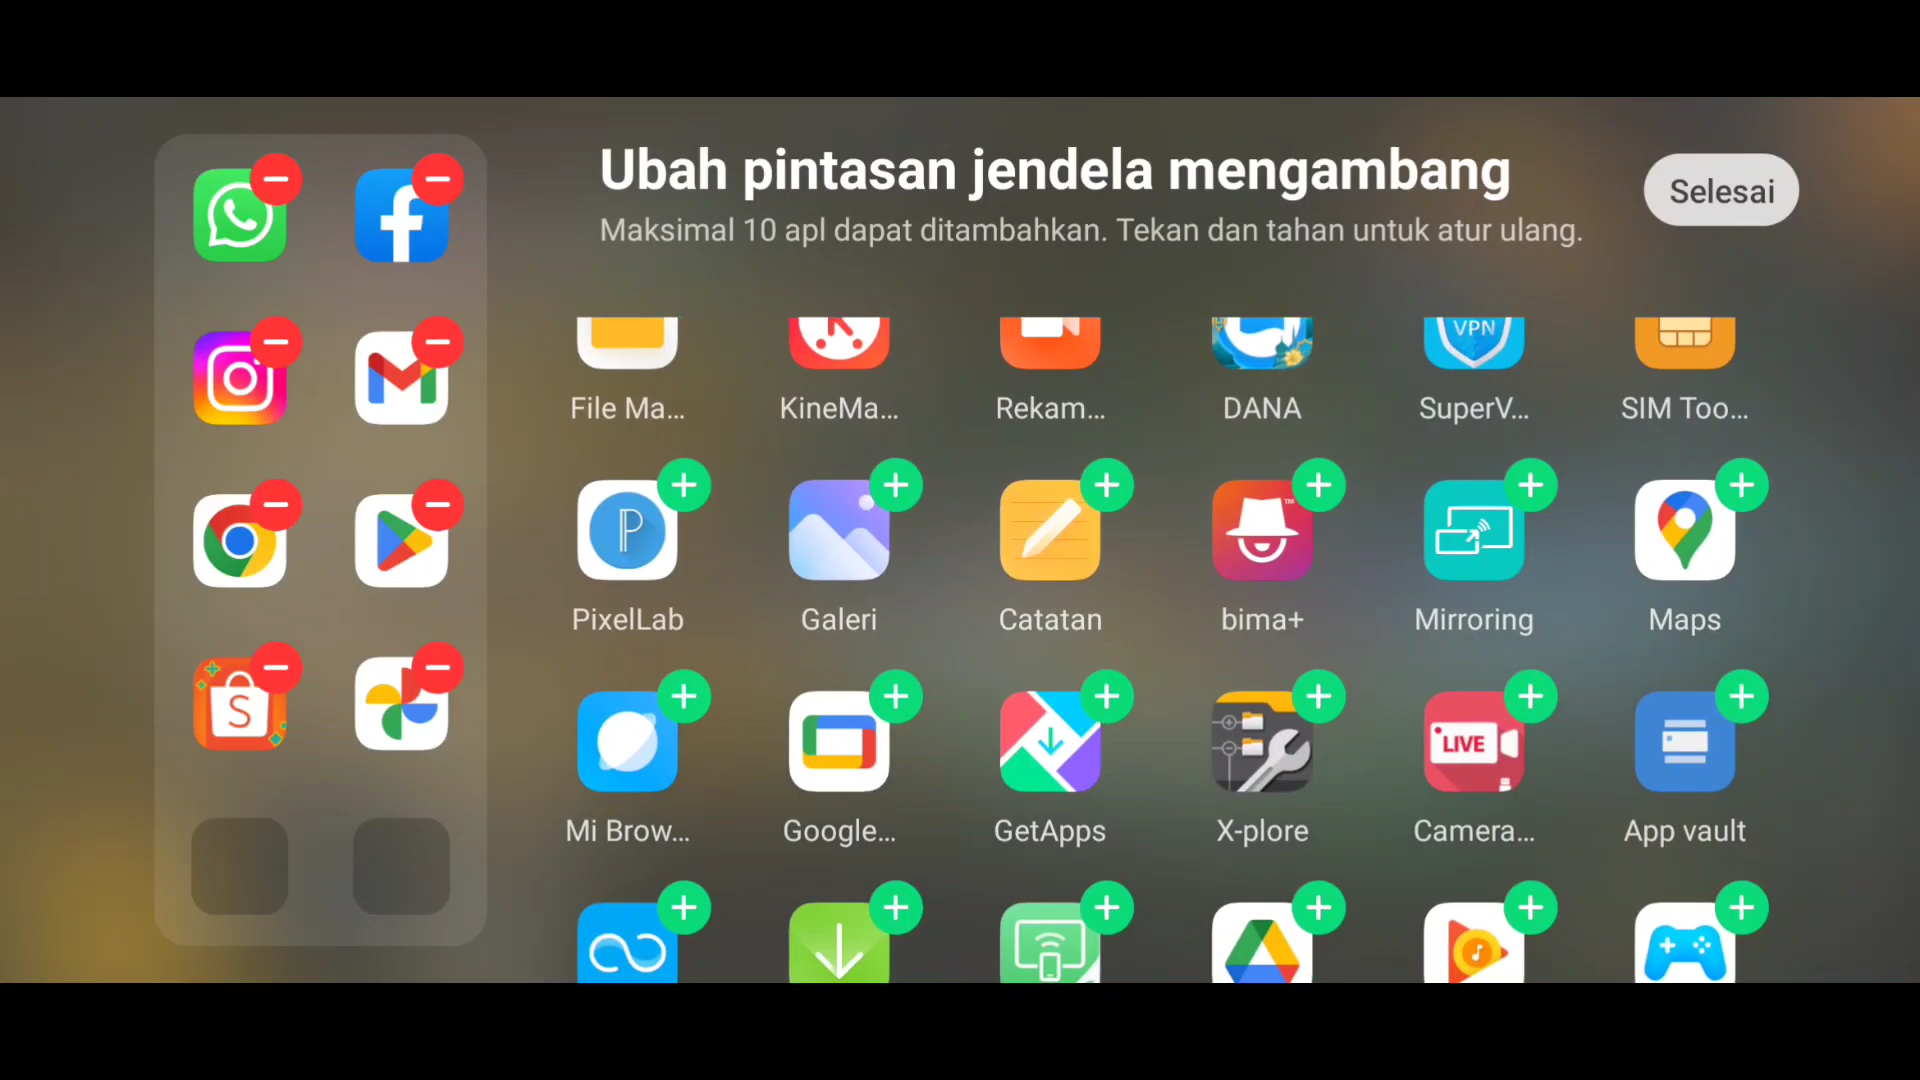 Ubah pintasan jendela mengambang
Maksimal 10 apl dapat ditambahkan. Tekan dan tahan untuk atur ulang.
Selesai
VPN
File Ma...
KineMa...
Rekam...
DANA
SuperV...
SIM Too...
PixelLab
Galeri
Catatan
bima+
Mirroring
Maps
LIVE
Mi Brow...
Google...
GetApps
X-plore
Camera...
App vault